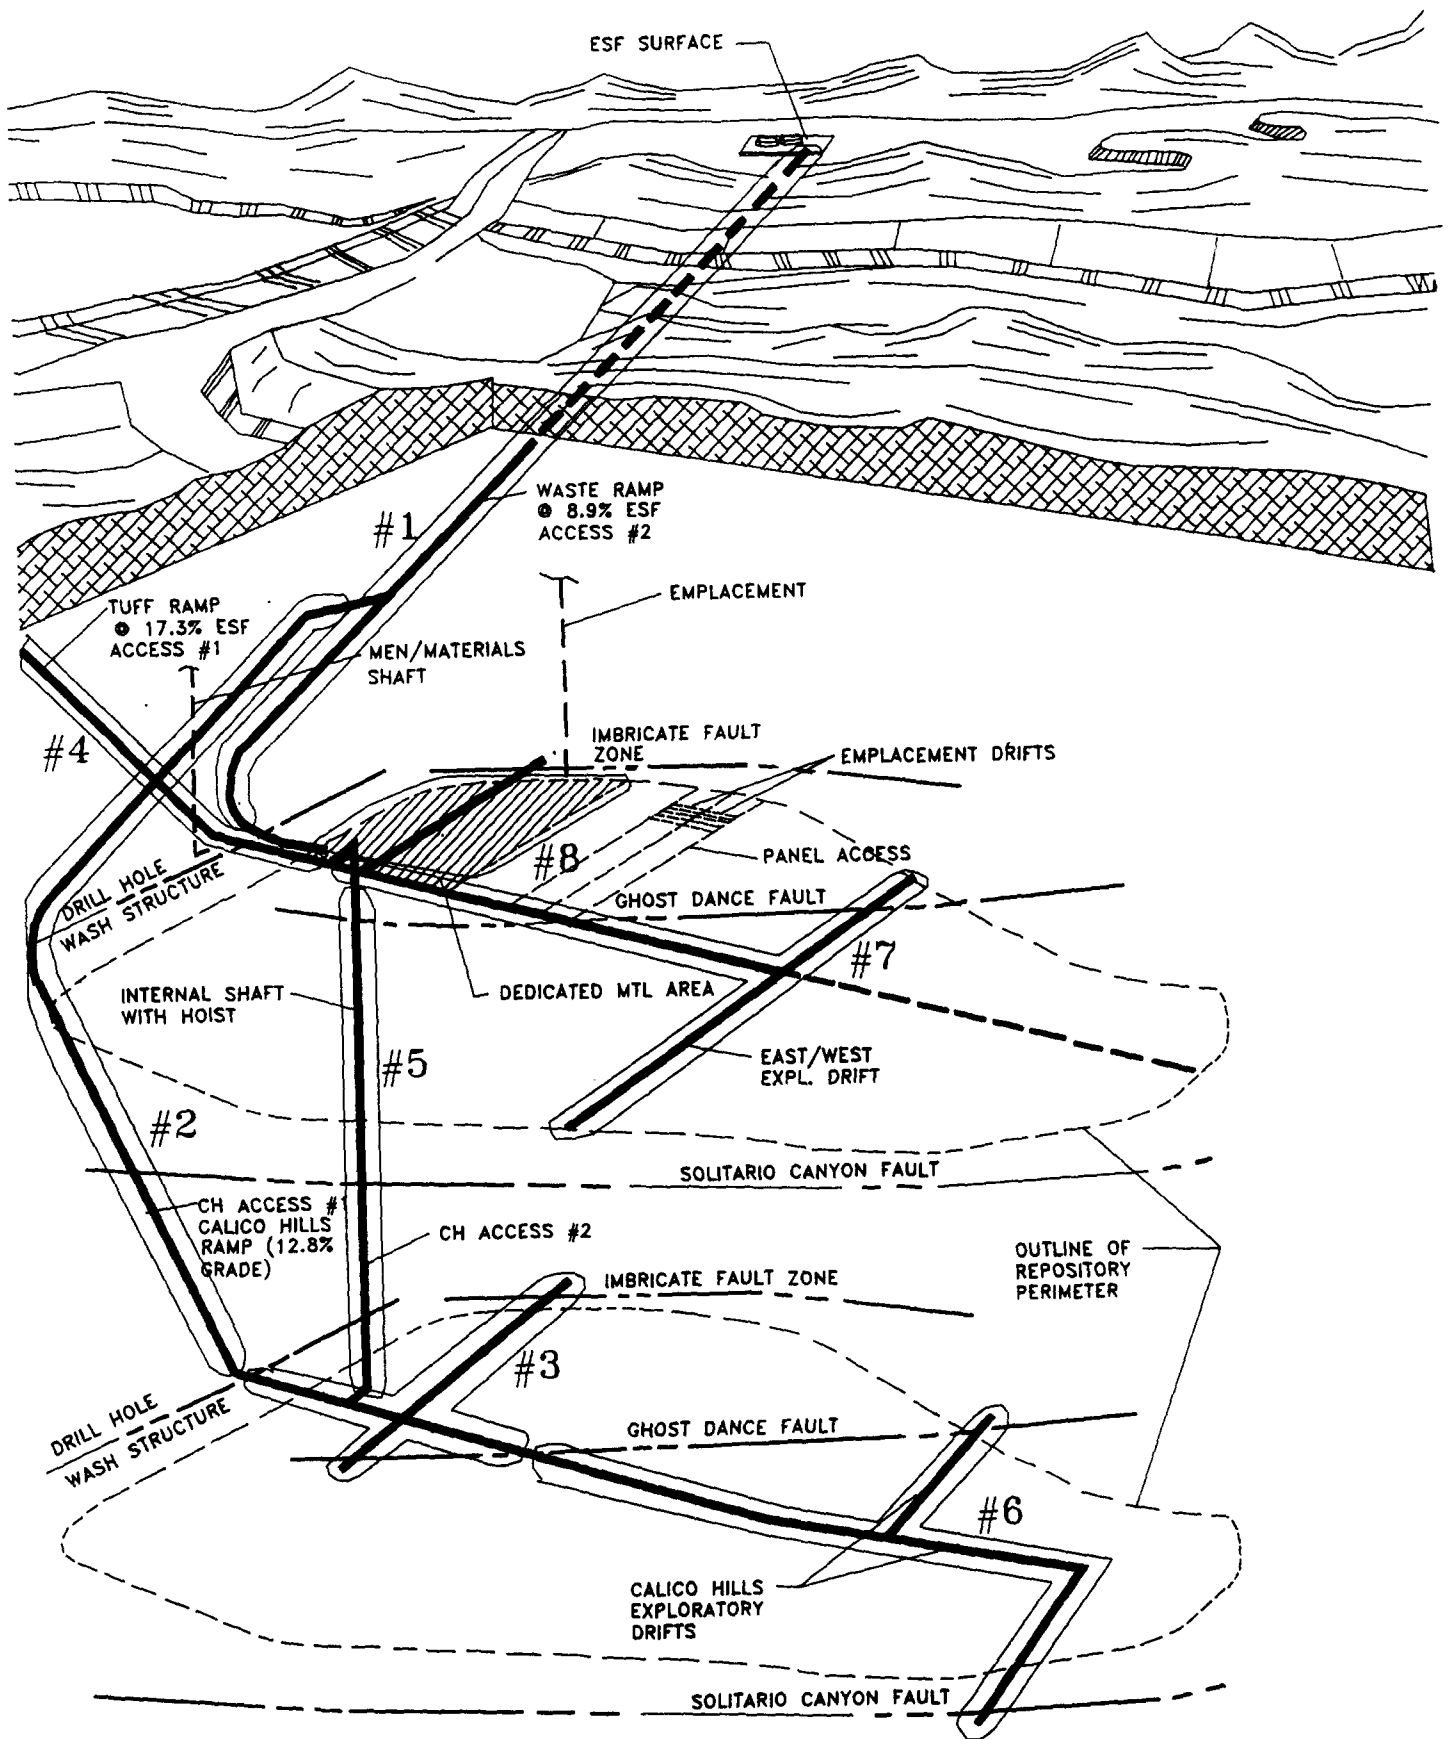 ESF SURFACE
WASTE RAMP
@ 8.9% ESF
ACCESS #2
#1
EMPLACEMENT
TUFF RAMP
@ 17.3% ESF
ACCESS #1
MEN/MATERIALS
SHAFT
#4
IMBRICATE FAULT
ZONE
EMPLACEMENT DRIFTS
#8
PANEL ACCESS
DRILL HOLE
WASH STRUCTURE
GHOST DANCE FAULT
#7
INTERNAL SHAFT
WITH HOIST
DEDICATED MTL AREA
#5
EAST/WEST
EXPL. DRIFT
#2
SOLITARIO CANYON FAULT
CH ACCESS #1
CALICO HILLS
RAMP (12.8%
GRADE)
CH ACCESS #2
OUTLINE OF
REPOSITORY
PERIMETER
IMBRICATE FAULT ZONE
#3
DRILL HOLE
WASH STRUCTURE
GHOST DANCE FAULT
#6
CALICO HILLS
EXPLORATORY
DRIFTS
SOLITARIO CANYON FAULT